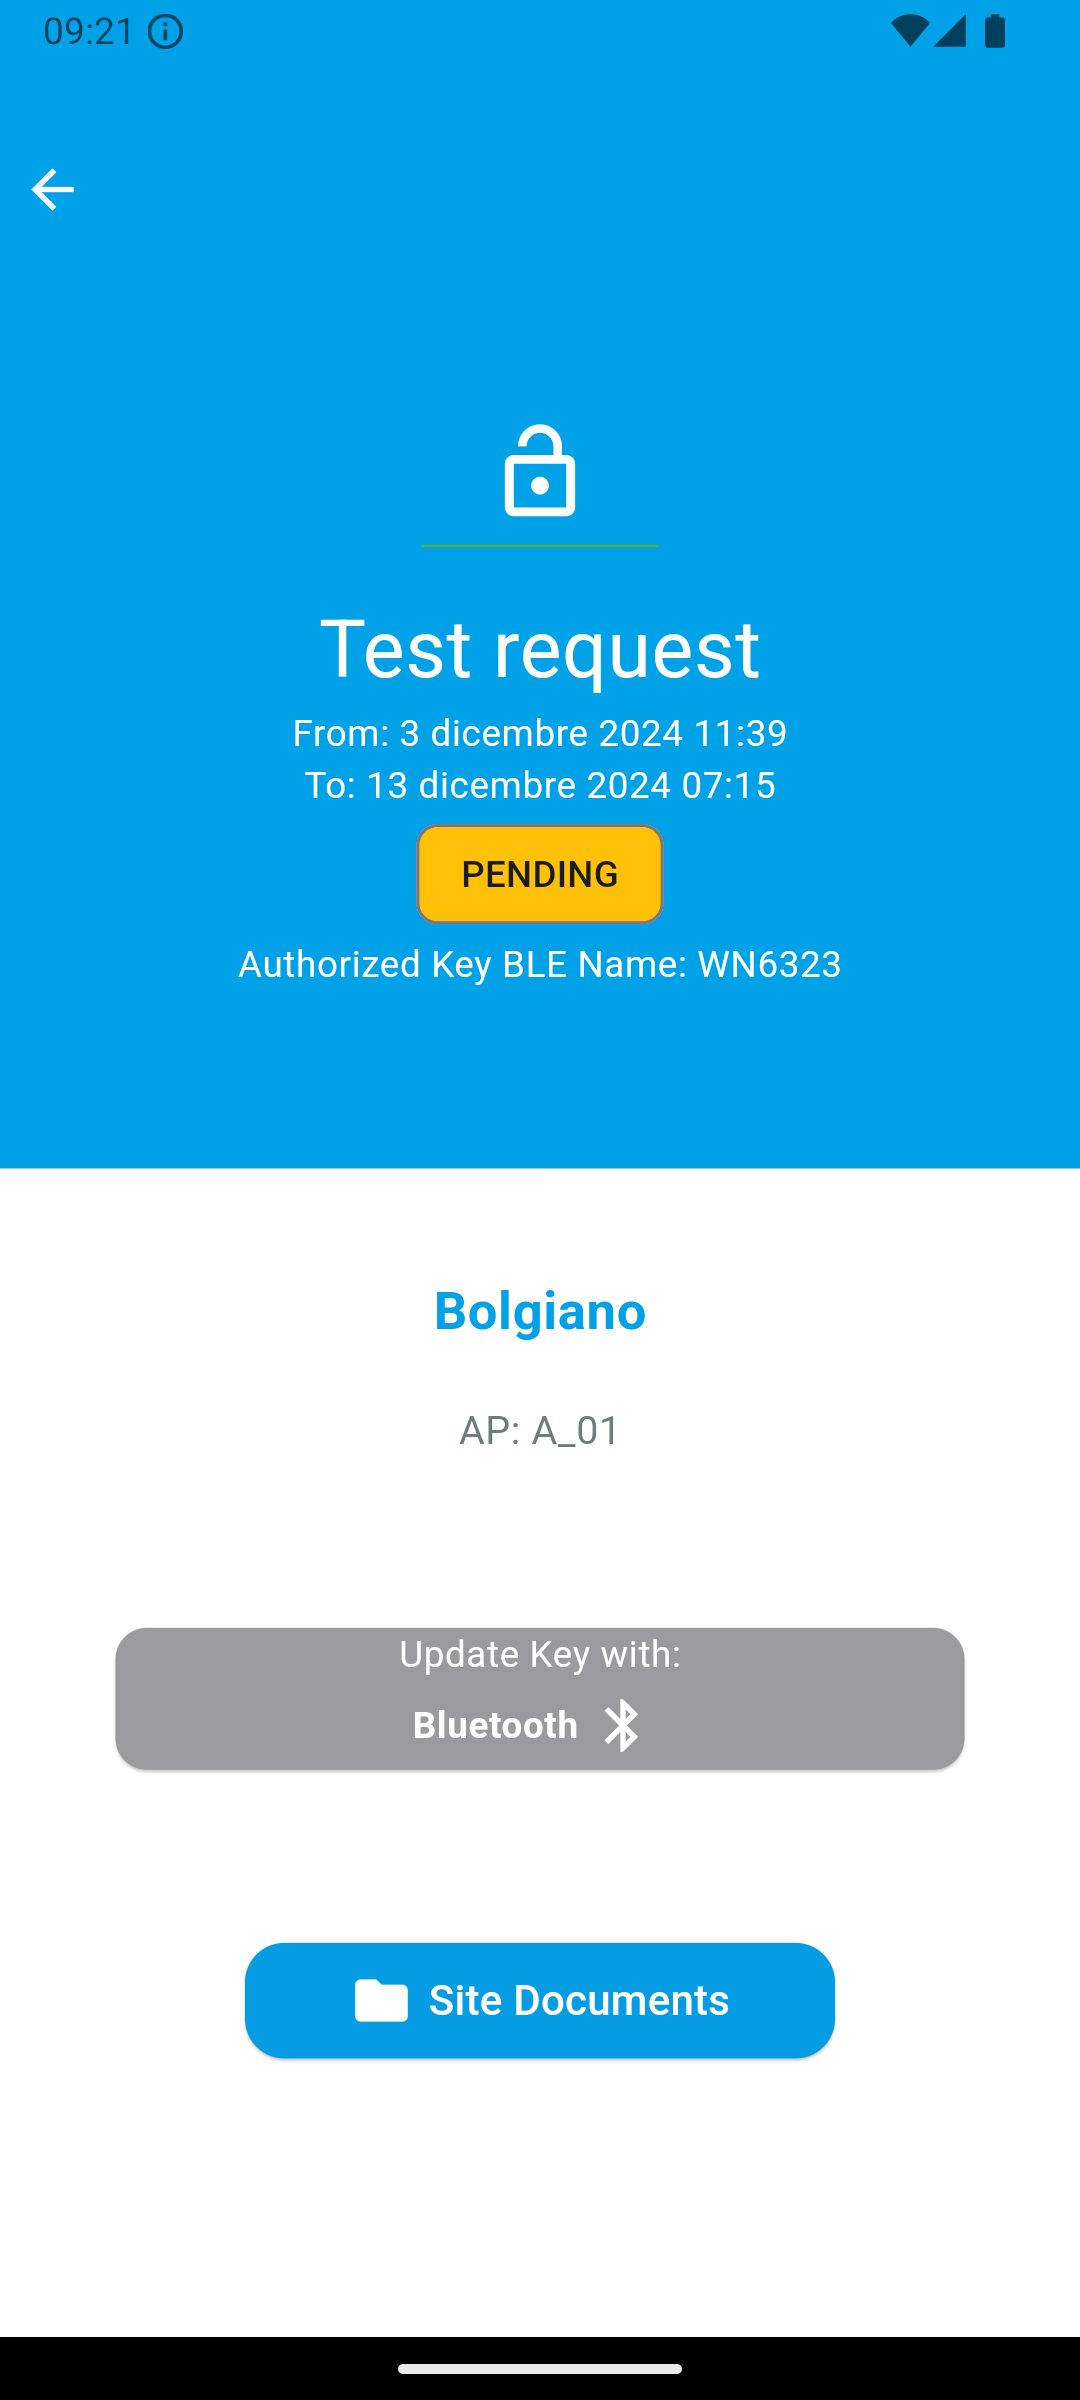 09:21
Test request
From: 3 dicembre 2024 11:39
To: 13 dicembre 2024 07:15
PENDING
Authorized Key BLE Name: WN6323
Bolgiano
AP: A_01
Update Key with:
Bluetooth
Site Documents